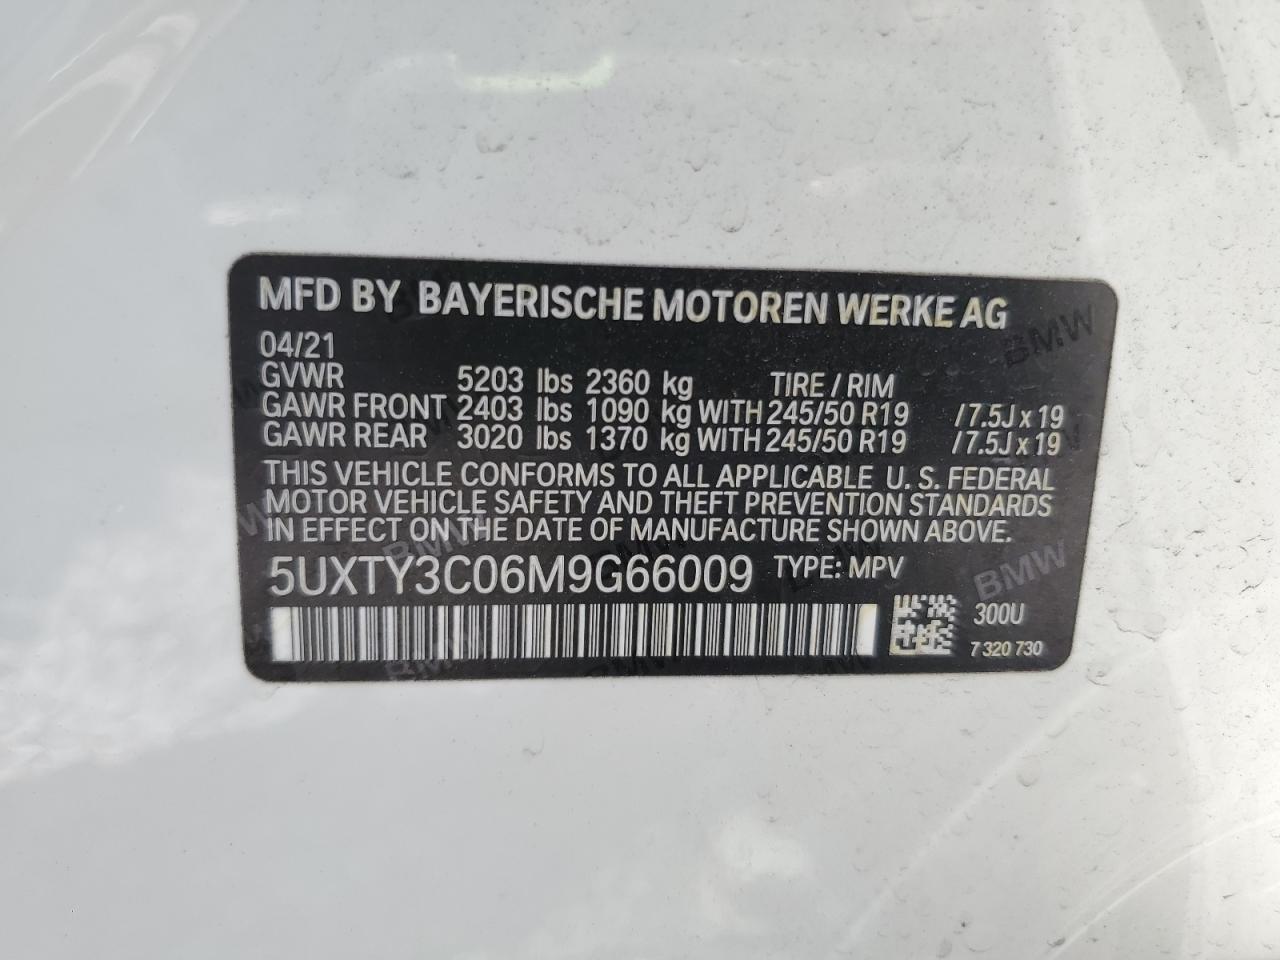 MFD BY BAYERISCHE MOTOREN WERKE AG
04/21
GVWR 5203 lbs 2360 kg TIRE / RIM
GAWR FRONT 2403 lbs 1090 kg WITH 245/50 R19 /7.5J x 19
GAWR REAR 3020 lbs 1370 kg WITH 245/50 R19 /7.5J x 19
THIS VEHICLE CONFORMS TO ALL APPLICABLE U. S. FEDERAL
MOTOR VEHICLE SAFETY AND THEFT PREVENTION STANDARDS
IN EFFECT ON THE DATE OF MANUFACTURE SHOWN ABOVE.
5UXTY3C06M9G66009 TYPE: MPV
300U
7 320 730